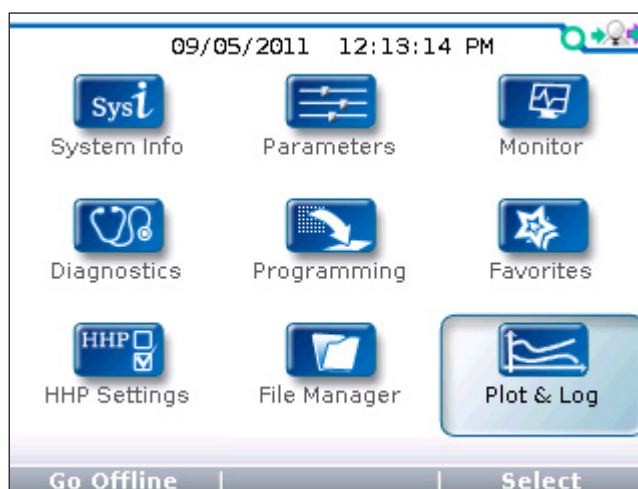 09/05/2011 12:13:14 PM
Sysi
System Info
Parameters
Monitor
Diagnostics
Programming
Favorites
HHP
HHP Settings
File Manager
Plot & Log
Go Offline | | Select